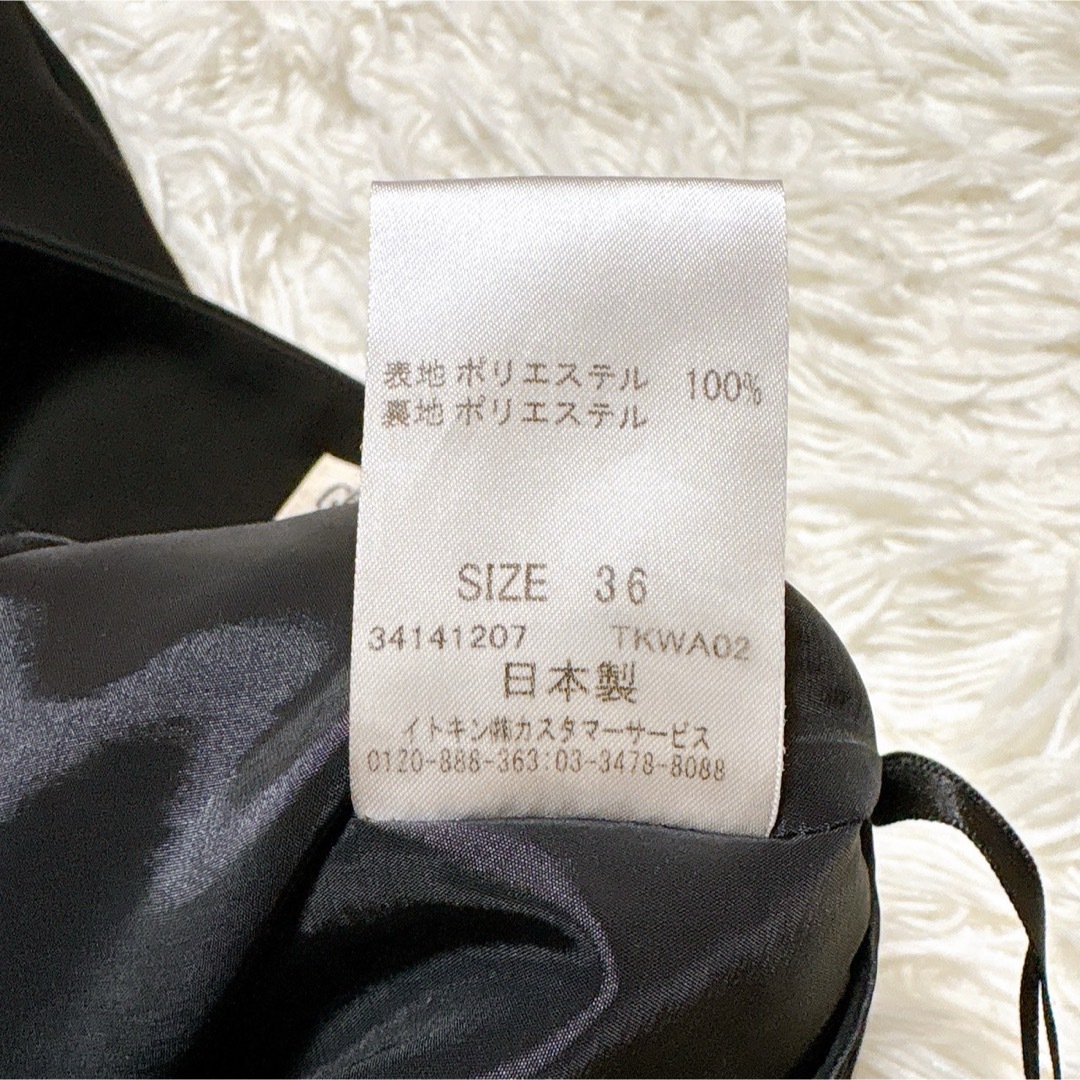 表地 ポリエステル 100%
裏地 ポリエステル
SIZE 36
34141207 TKWA02
日本製
イトキン㈱カスタマーサービス
0120-888-363:03-3478-8088